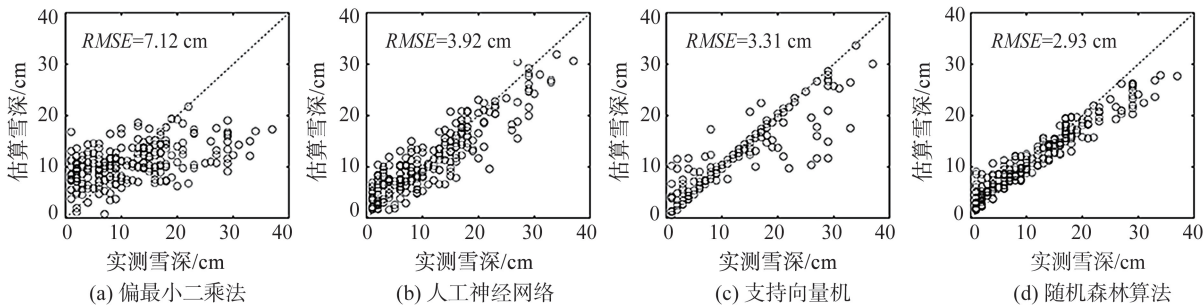 40
30
20
10
0
估算雪深/cm
RMSE=7.12 cm
0 10 20 30 40
实测雪深/cm
(a) 偏最小二乘法
40
30
20
10
0
估算雪深/cm
RMSE=3.92 cm
0 10 20 30 40
实测雪深/cm
(b) 人工神经网络
40
30
20
10
0
估算雪深/cm
RMSE=3.31 cm
0 10 20 30 40
实测雪深/cm
(c) 支持向量机
40
30
20
10
0
估算雪深/cm
RMSE=2.93 cm
0 10 20 30 40
实测雪深/cm
(d) 随机森林算法